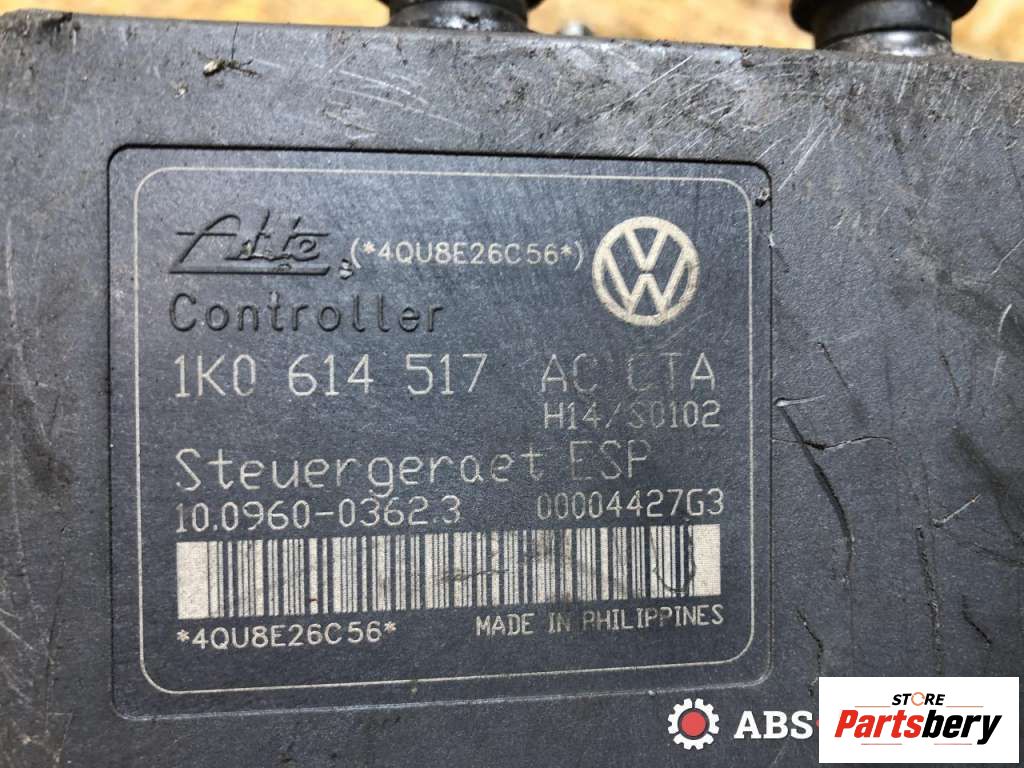 Ate (*4QU8E26C56*)
Controller
1K0 614 517 AC CTA
H14/S0102
Steuergeraet ESP
10.0960-0362.3 00004427G3
*4QU8E26C56* MADE IN PHILIPPINES
ABS-
STORE
Partsbery